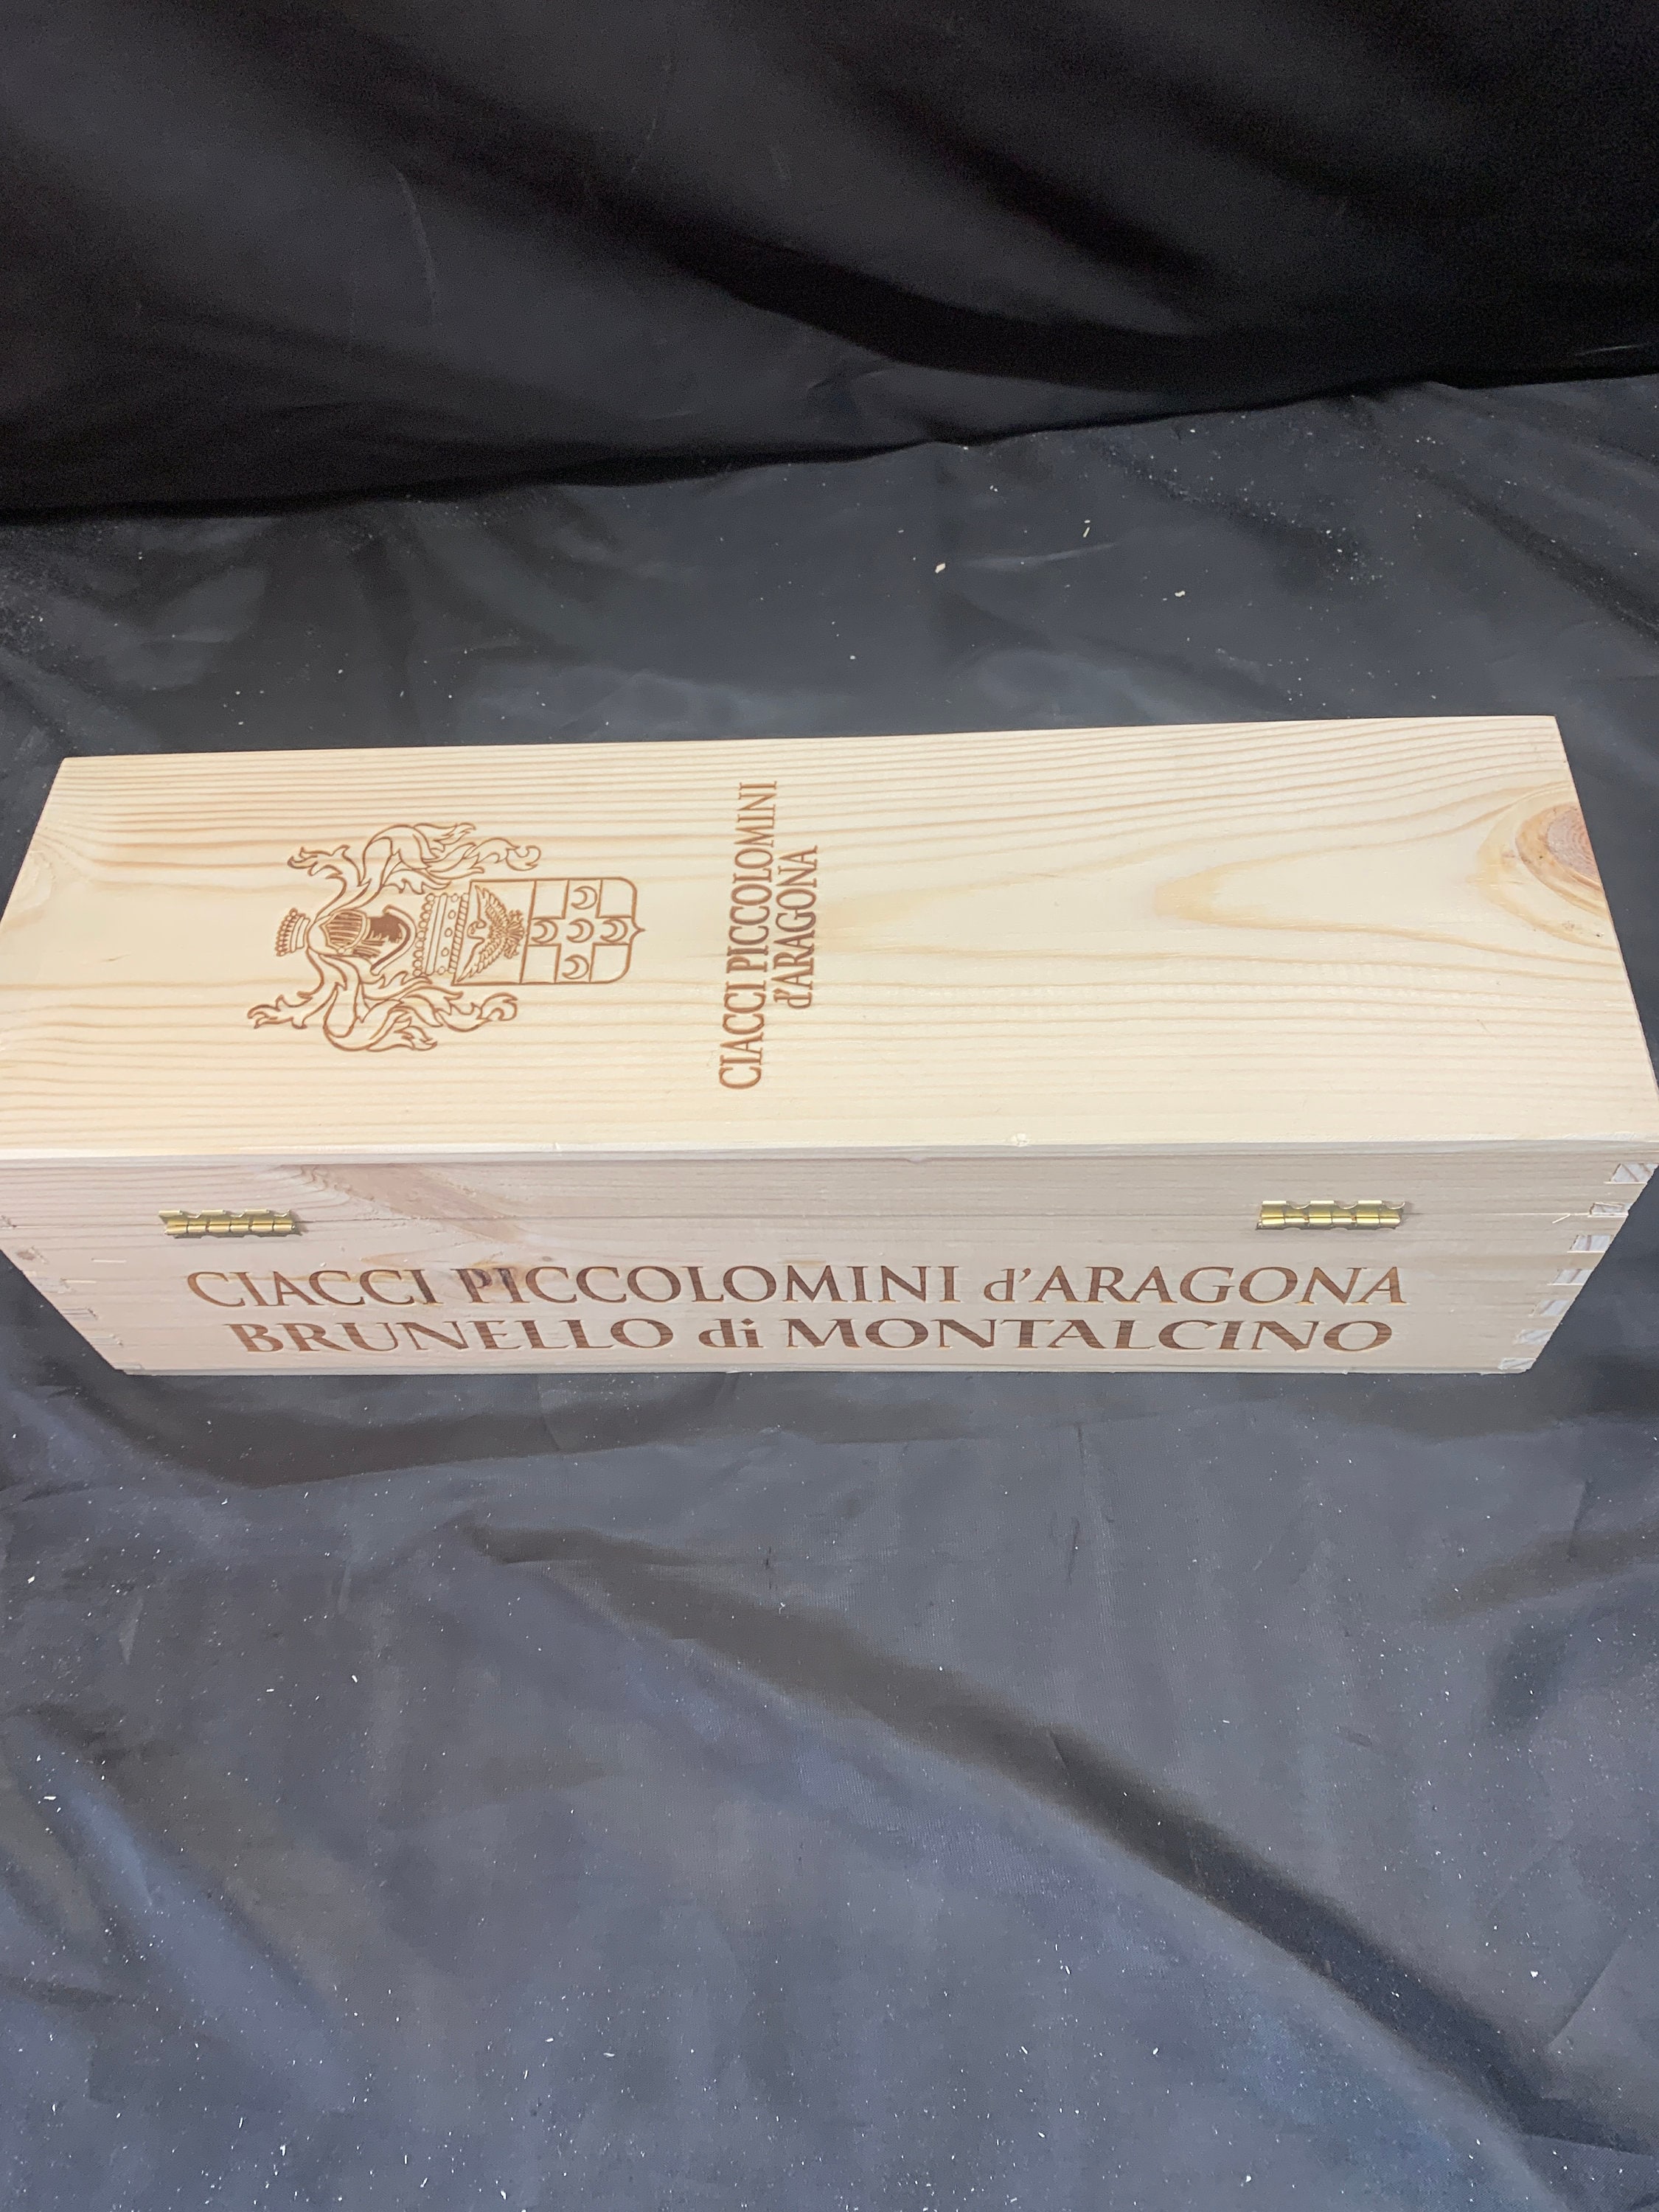 CIACCI PICCOLOMINI
d'ARAGONA
CIACCI PICCOLOMINI d'ARAGONA
BRUNELLO di MONTALCINO